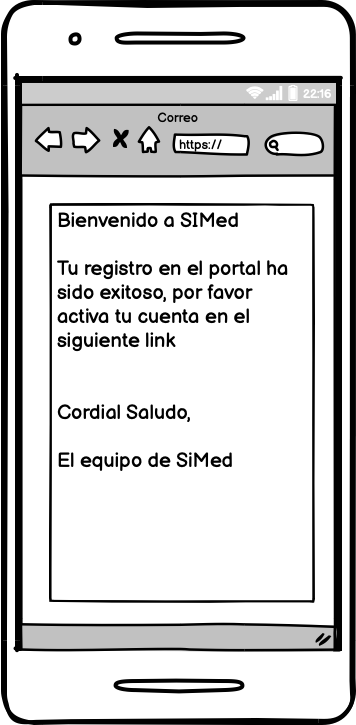 22:16
Correo
https://
Bienvenido a SIMed
Tu registro en el portal ha
sido exitoso, por favor
activa tu cuenta en el
siguiente link
Cordial Saludo,
El equipo de SiMed